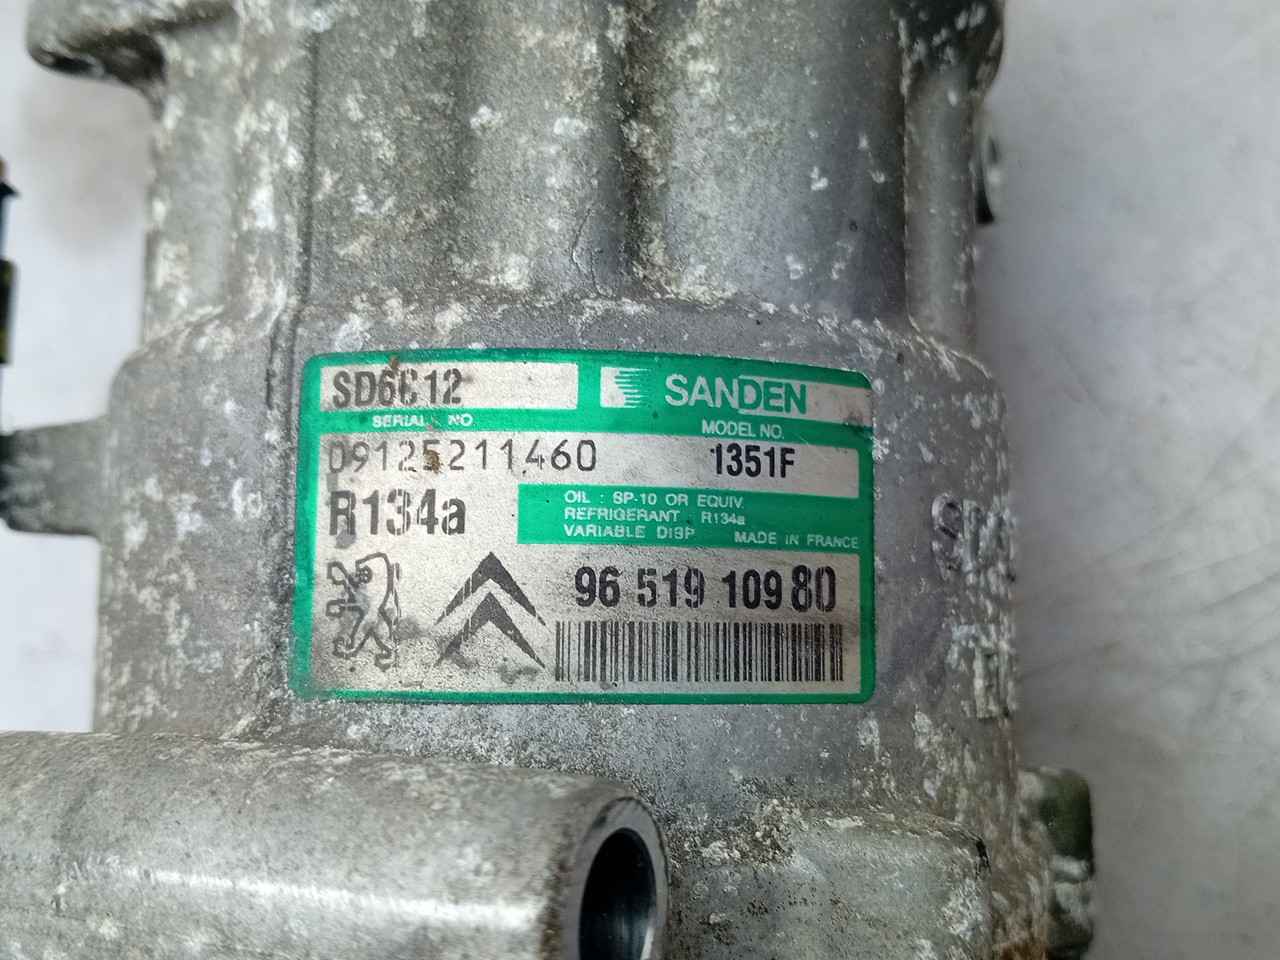 SD6C12
SANDEN
SERIAL NO.
MODEL NO.
09125211460
1351F
R134a
OIL : SP-10 OR EQUIV.
REFRIGERANT : R134a
VARIABLE DISP.
MADE IN FRANCE
96 519 109 80